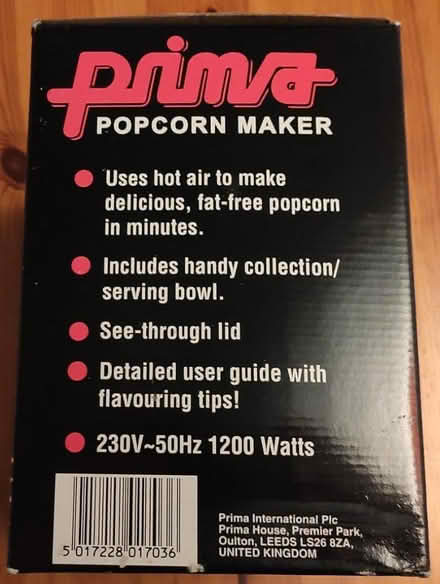 prima
POPCORN MAKER
● Uses hot air to make
delicious, fat-free popcorn
in minutes.
● Includes handy collection/
serving bowl.
● See-through lid
● Detailed user guide with
flavouring tips!
● 230V~50Hz 1200 Watts
5 017228 017036
Prima International Plc
Prima House, Premier Park,
Oulton, LEEDS LS26 8ZA,
UNITED KINGDOM